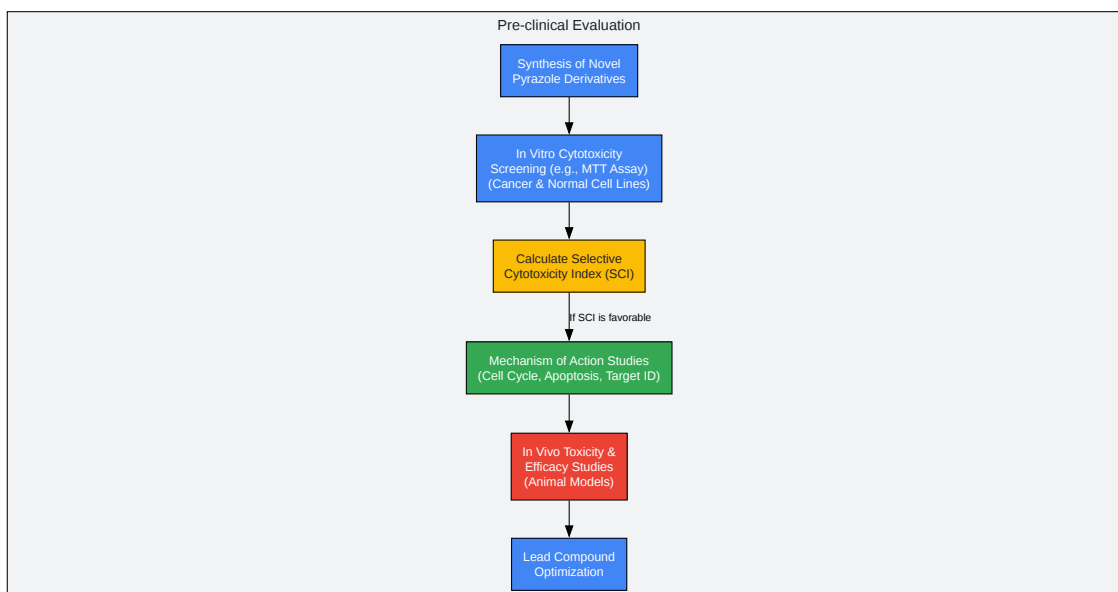 Pre-clinical Evaluation
Synthesis of Novel
Pyrazole Derivatives
In Vitro Cytotoxicity
Screening (e.g., MTT Assay)
(Cancer & Normal Cell Lines)
Calculate Selective
Cytotoxicity Index (SCI)
If SCI is favorable
Mechanism of Action Studies
(Cell Cycle, Apoptosis, Target ID)
In Vivo Toxicity &
Efficacy Studies
(Animal Models)
Lead Compound
Optimization